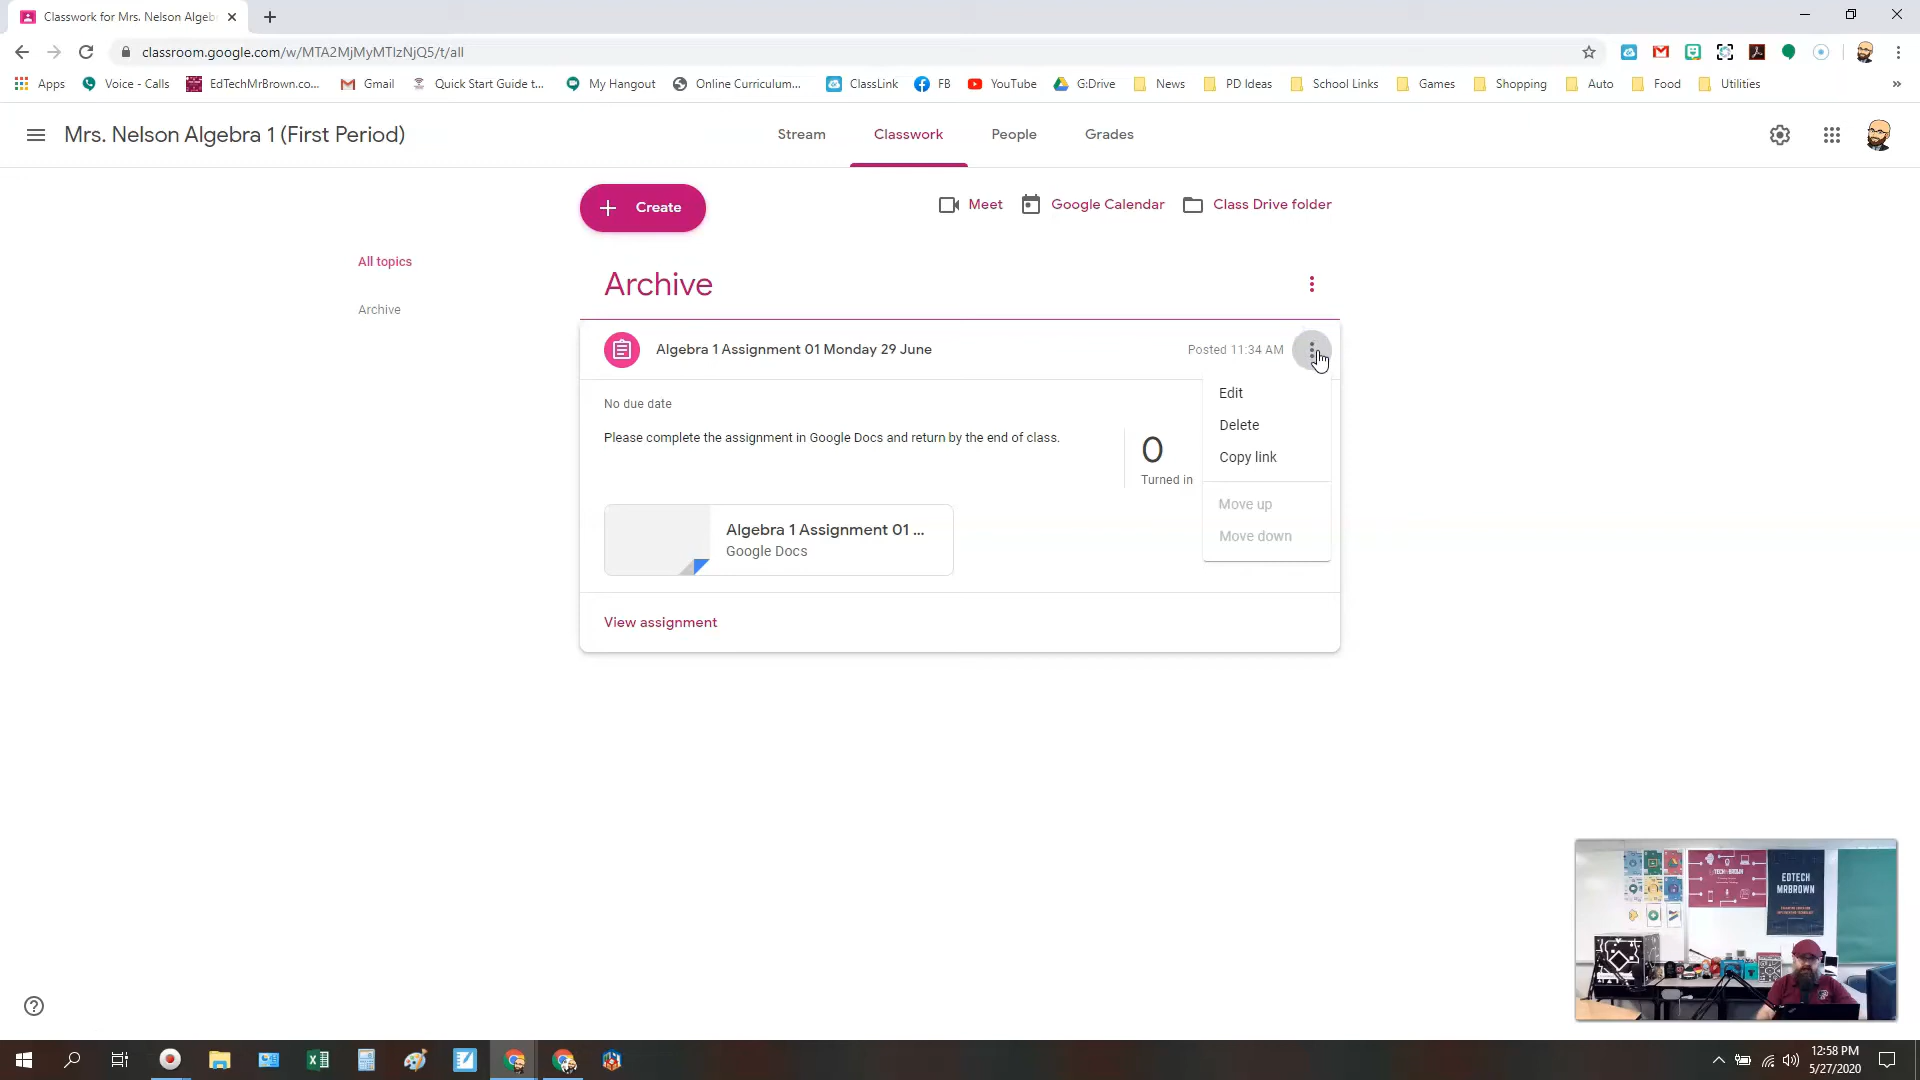 Classwork for Mrs. Nelson Algeb
classroom.google.com/w/MTA2MjMyMTIzNjQ5/t/all
Apps Voice - Calls EdTechMrBrown.co... Gmail Quick Start Guide t... My Hangout Online Curriculum... ClassLink FB YouTube G:Drive News PD Ideas School Links Games Shopping Auto Food Utilities »
Mrs. Nelson Algebra 1 (First Period) Stream Classwork People Grades
Create Meet Google Calendar Class Drive folder
All topics
Archive
Archive
Algebra 1 Assignment 01 Monday 29 June Posted 11:34 AM
No due date
Please complete the assignment in Google Docs and return by the end of class.
0
Turned in
Edit
Delete
Copy link
Move up
Move down
Algebra 1 Assignment 01 ...
Google Docs
View assignment
EDTECH
MRBROWN
12:58 PM
5/27/2020